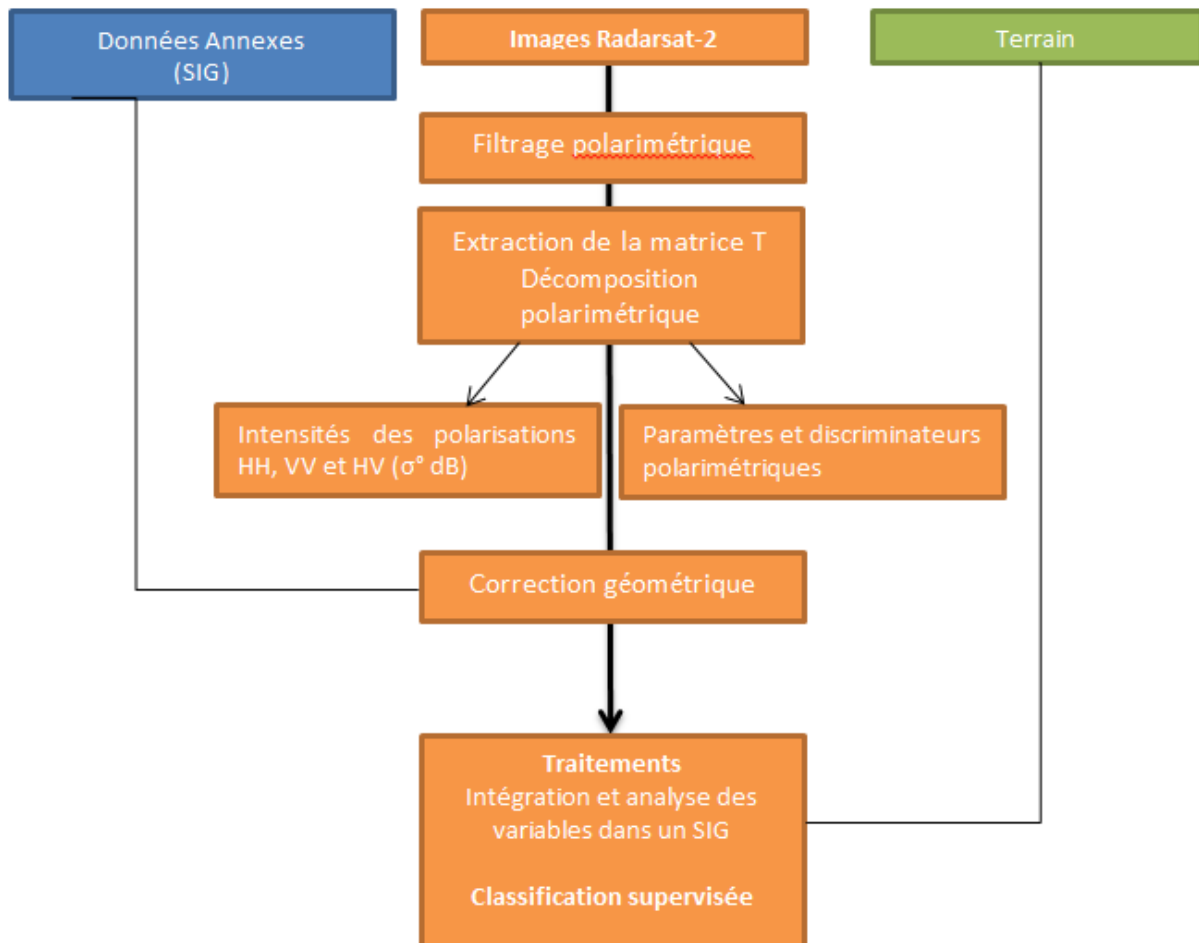 Données Annexes
(SIG)
Images Radarsat-2
Terrain
Filtrage polarimétrique
Extraction de la matrice T
Décomposition
polarimétrique
Intensités des polarisations
HH, VV et HV (σ° dB)
Paramètres et discriminateurs
polarimétriques
Correction géométrique
Traitements
Intégration et analyse des
variables dans un SIG
Classification supervisée